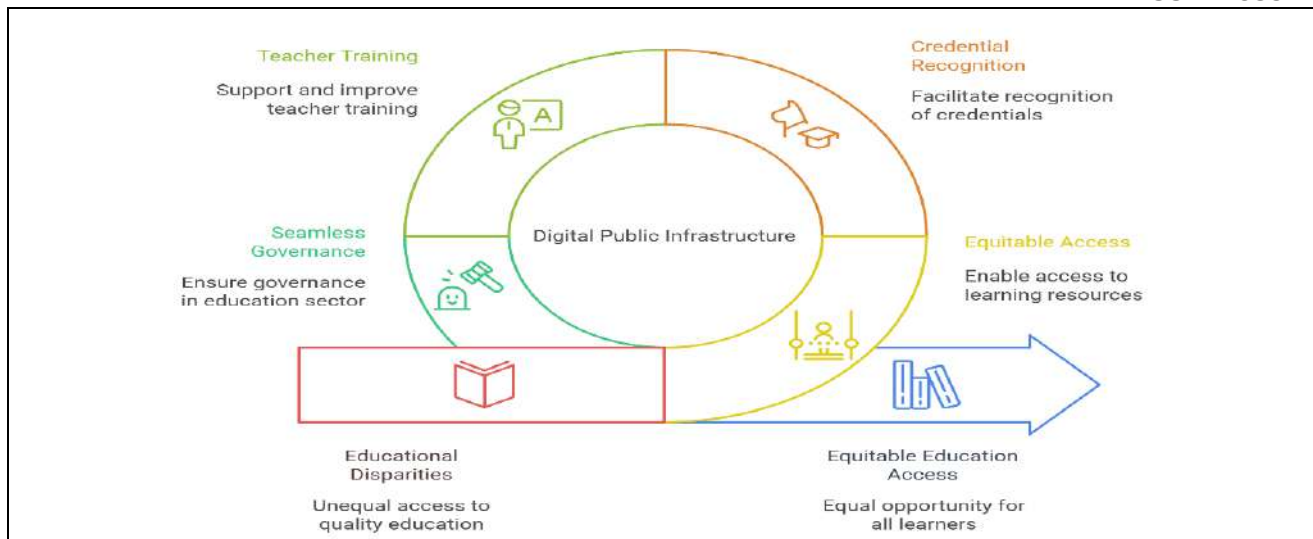 Teacher Training
Support and improve
teacher training
Credential
Recognition
Facilitate recognition
of credentials
A
Seamless
Governance
Ensure governance
in education sector
Digital Public Infrastructure
Equitable Access
Enable access to
learning resources
Educational
Disparities
Unequal access to
quality education
Equitable Education
Access
Equal opportunity for
all learners